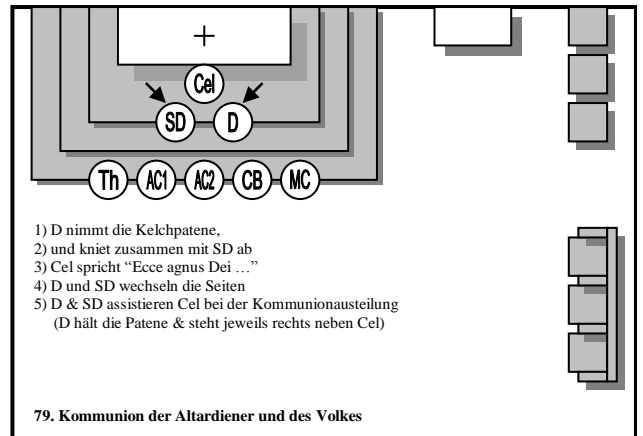 +
Cel
SD D
Th AC1 AC2 CB MC
1) D nimmt die Kelchpatene,
2) und kniet zusammen mit SD ab
3) Cel spricht “Ecce agnus Dei …”
4) D und SD wechseln die Seiten
5) D & SD assistieren Cel bei der Kommunionausteilung
(D hält die Patene & steht jeweils rechts neben Cel)
79. Kommunion der Altardiener und des Volkes